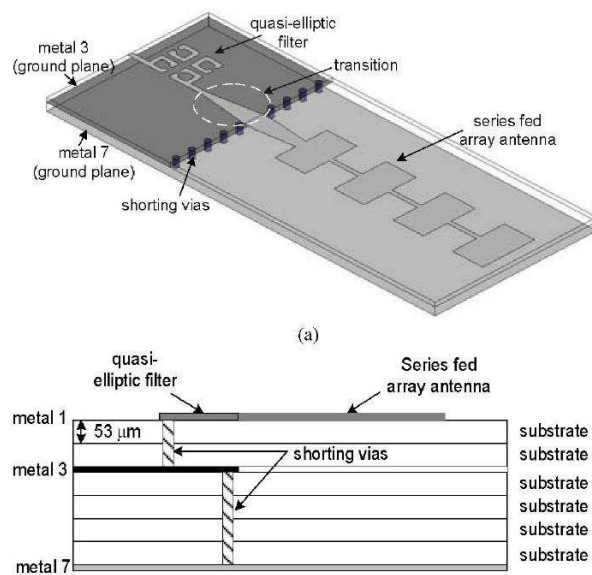 quasi-elliptic
filter
metal 3
(ground plane)
transition
series fed
array antenna
metal 7
(ground plane)
shorting vias
(a)
quasi-
elliptic filter
Series fed
array antenna
metal 1
53 μm
substrate
shorting vias
substrate
metal 3
substrate
substrate
substrate
metal 7
substrate